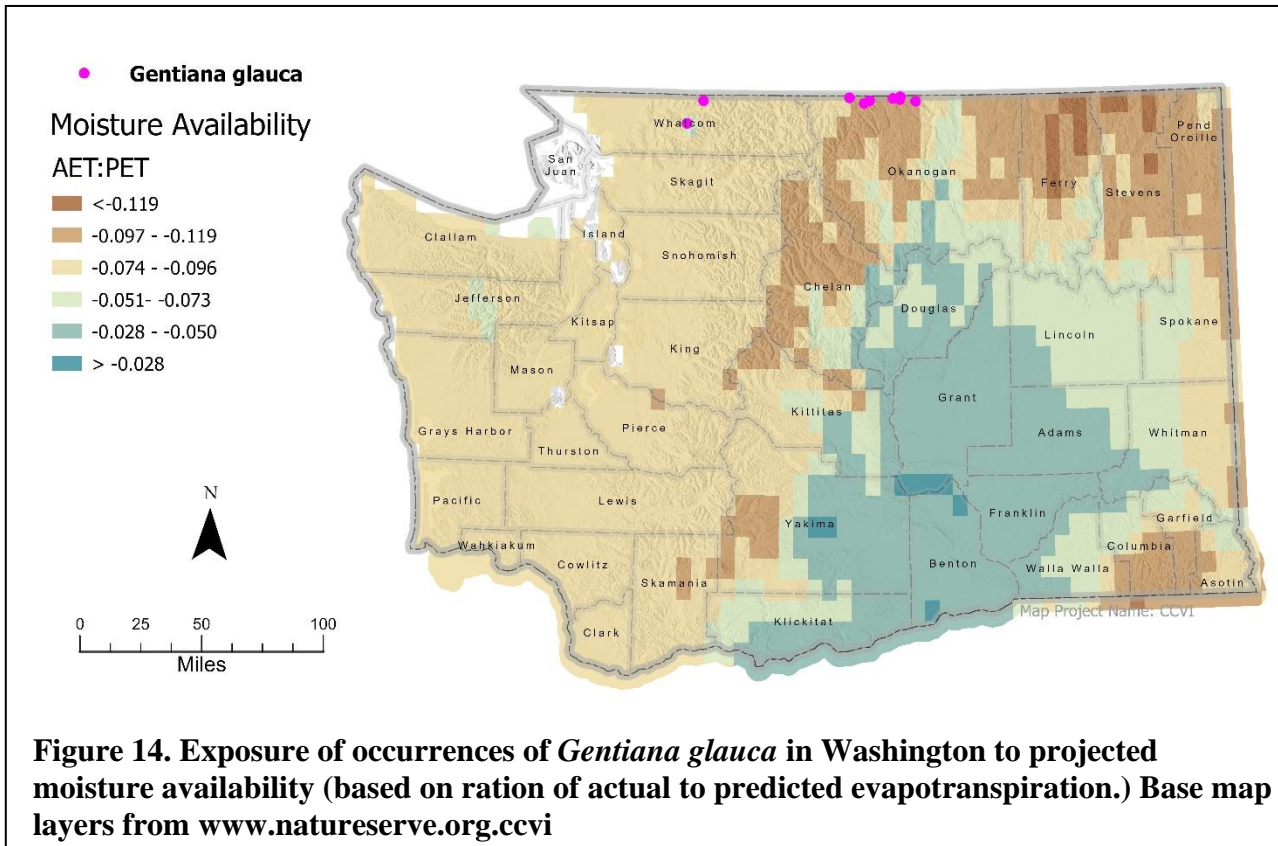 Gentiana glauca
Moisture Availability
AET:PET
<-0.119
-0.097 - -0.119
-0.074 - -0.096
-0.051- -0.073
-0.028 - -0.050
> -0.028
Whatcom
San
Juan
Skagit
Okanogan
Ferry
Stevens
Pend
Oreille
Island
Clallam
Snohomish
Chelan
Jefferson
Douglas
Kitsap
Lincoln
Spokane
King
Mason
Grant
Kittitas
Grays Harbor
Pierce
Adams
Whitman
Thurston
Pacific
Lewis
Franklin
Garfield
Yakima
Columbia
Wahkiakum
Cowlitz
Skamania
Benton
Walla Walla
Asotin
Klickitat
Clark
Map Project Name: CCVI
N
0 25 50 100
Miles
Figure 14. Exposure of occurrences of Gentiana glauca in Washington to projected
moisture availability (based on ration of actual to predicted evapotranspiration.) Base map
layers from www.natureserve.org.ccvi